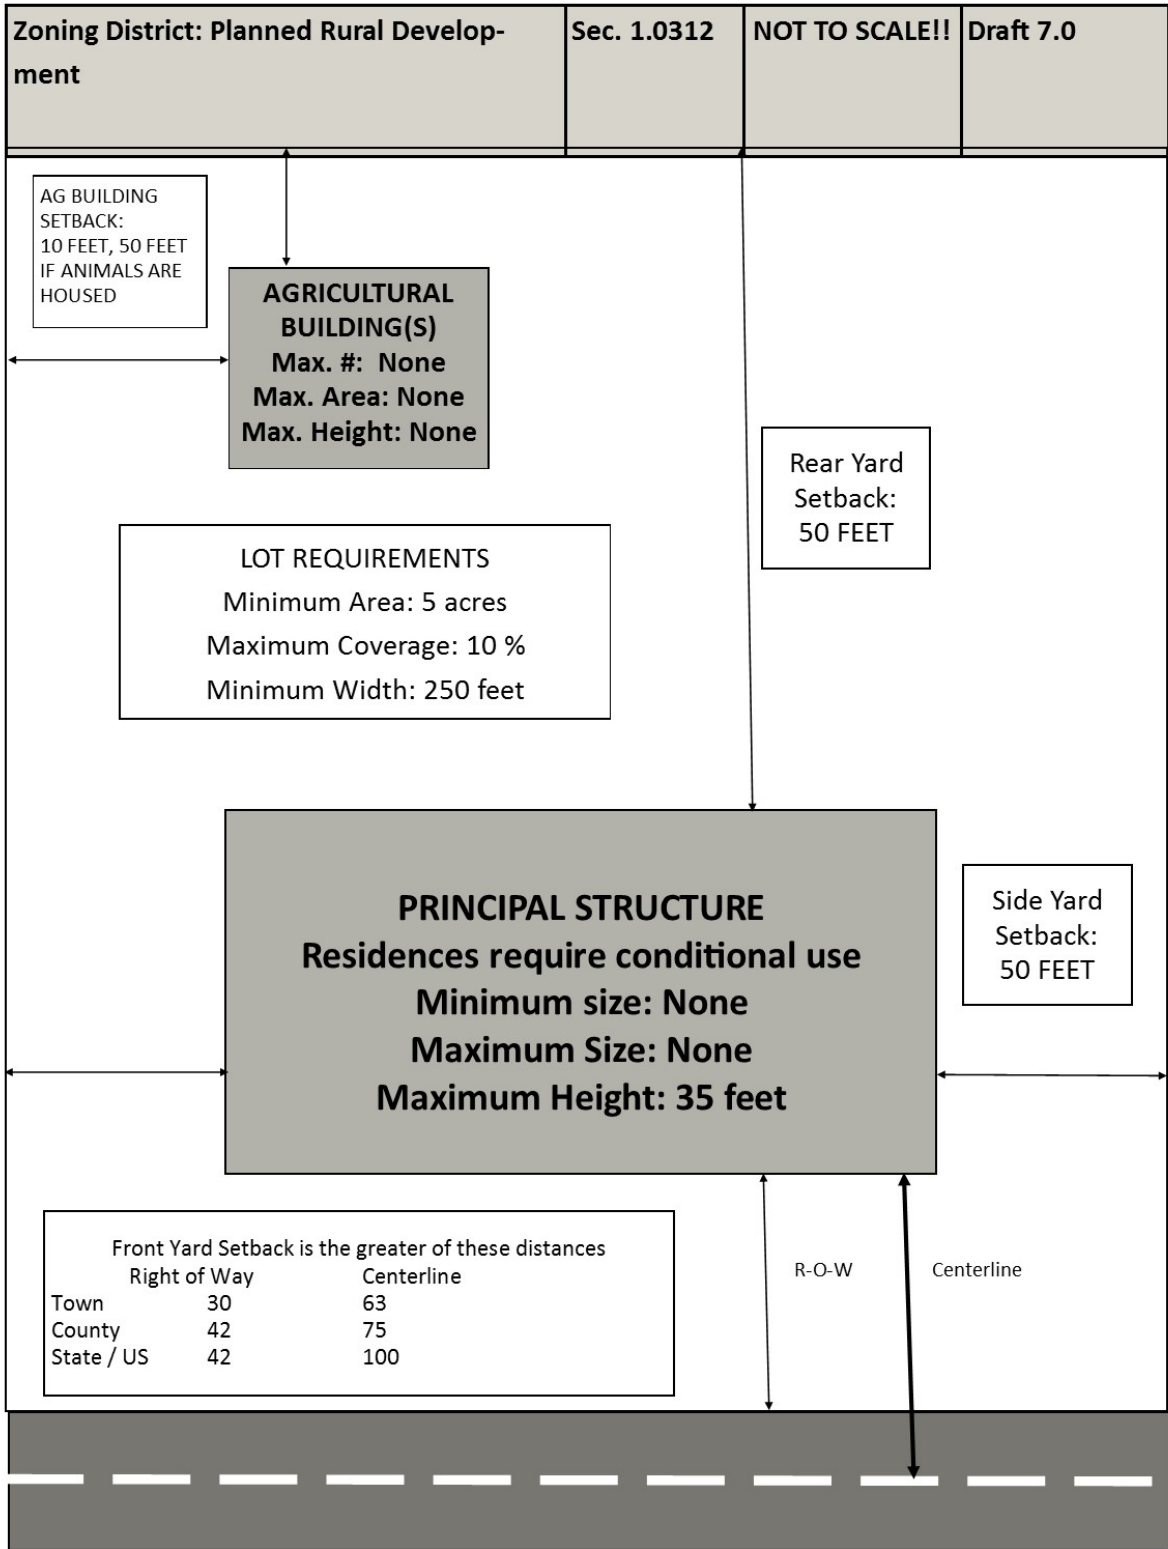 Zoning District: Planned Rural Develop-
ment
Sec. 1.0312
NOT TO SCALE!!
Draft 7.0
AG BUILDING
SETBACK:
10 FEET, 50 FEET
IF ANIMALS ARE
HOUSED
AGRICULTURAL
BUILDING(S)
Max. #: None
Max. Area: None
Max. Height: None
Rear Yard
Setback:
50 FEET
LOT REQUIREMENTS
Minimum Area: 5 acres
Maximum Coverage: 10 %
Minimum Width: 250 feet
PRINCIPAL STRUCTURE
Residences require conditional use
Minimum size: None
Maximum Size: None
Maximum Height: 35 feet
Side Yard
Setback:
50 FEET
Front Yard Setback is the greater of these distances
Right of Way Centerline
Town 30 63
County 42 75
State / US 42 100
R-O-W
Centerline